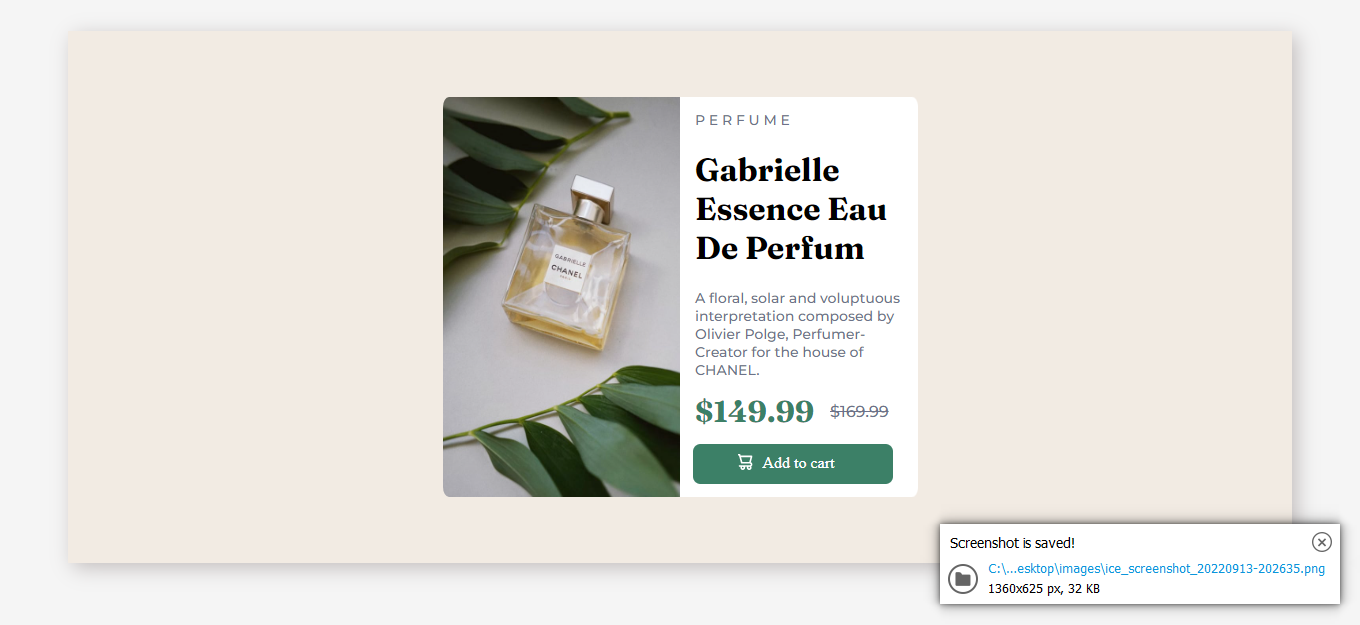 GABRIELLE
CHANEL
PERFUME
Gabrielle
Essence Eau
De Perfum
A floral, solar and voluptuous
interpretation composed by
Olivier Polge, Perfumer-
Creator for the house of
CHANEL.
$149.99 $169.99
Add to cart
Screenshot is saved!
C:\...esktop\images\ice_screenshot_20220913-202635.png
1360x625 px, 32 KB